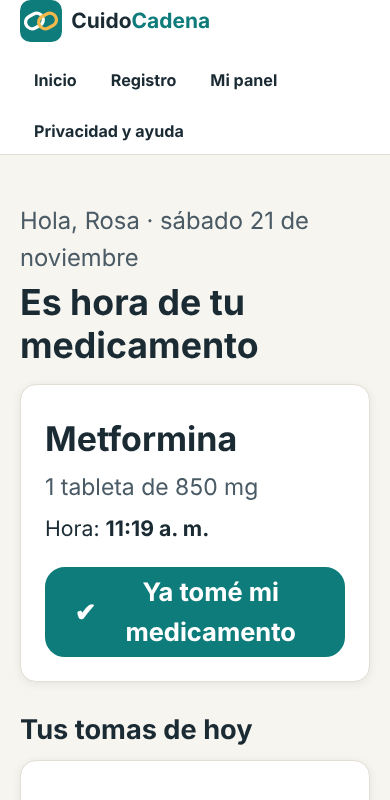 CuidoCadena
Inicio Registro Mi panel
Privacidad y ayuda
Hola, Rosa · sábado 21 de
noviembre
Es hora de tu
medicamento
Metformina
1 tableta de 850 mg
Hora: 11:19 a. m.
✔ Ya tomé mi
medicamento
Tus tomas de hoy